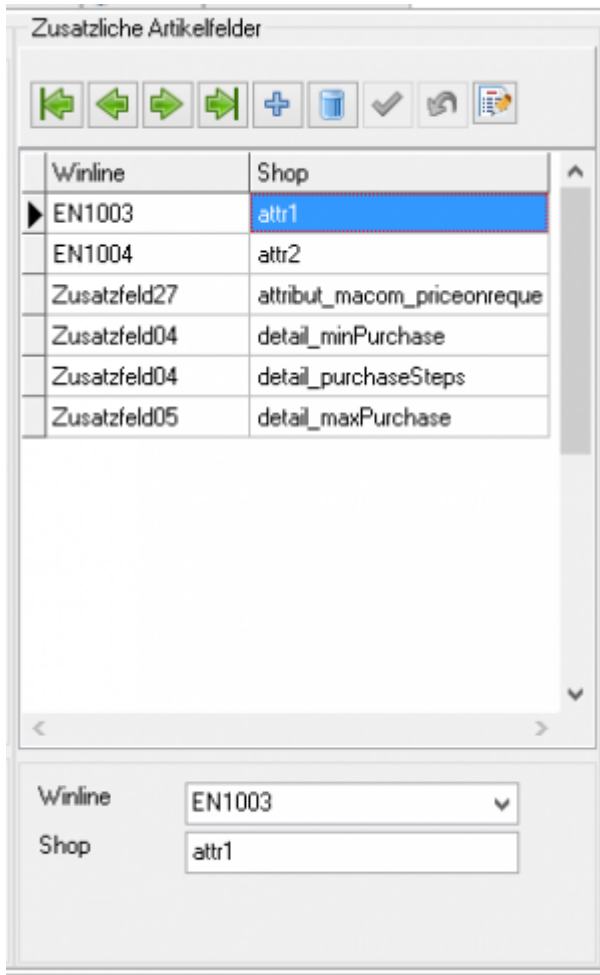 Zusatzliche Artikelfelder
Winline Shop
EN1003 attr1
EN1004 attr2
Zusatzfeld27 attribut_macom_priceonreque
Zusatzfeld04 detail_minPurchase
Zusatzfeld04 detail_purchaseSteps
Zusatzfeld05 detail_maxPurchase
Winline EN1003
Shop attr1